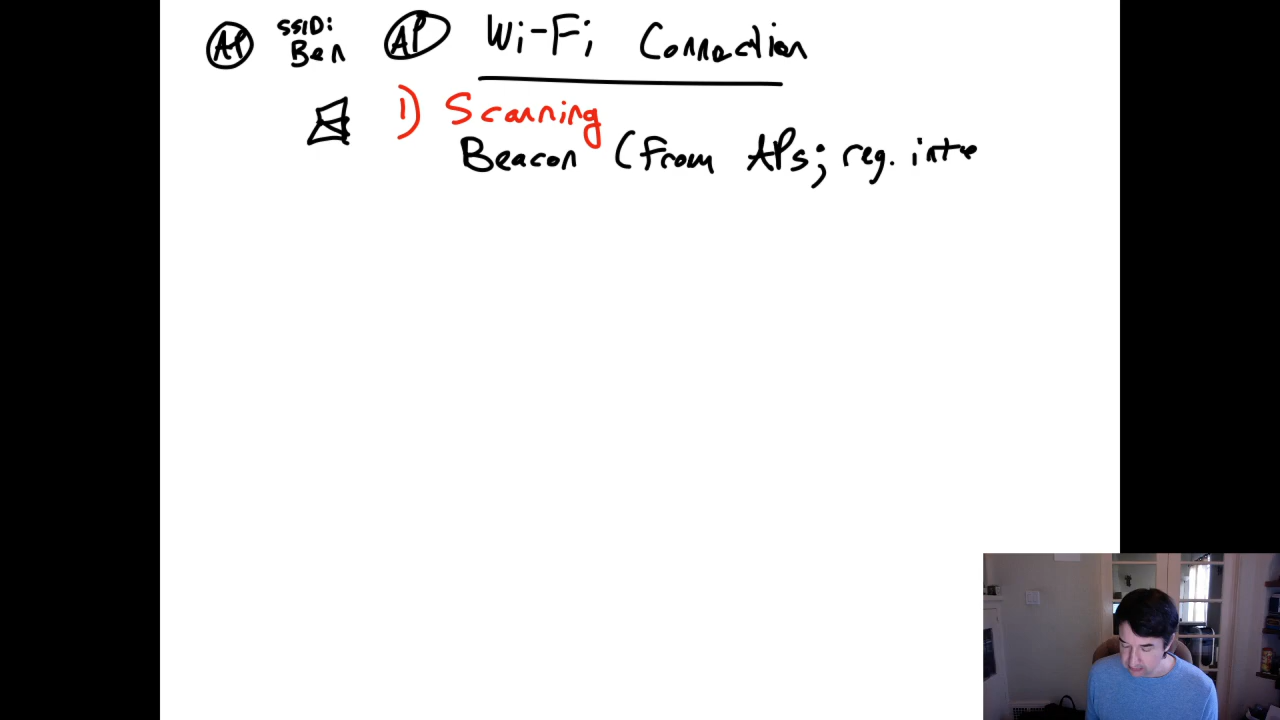 AP SSID: AP Wi-Fi Connection
Ben
1) Scanning
Beacon (From APs; reg. inte